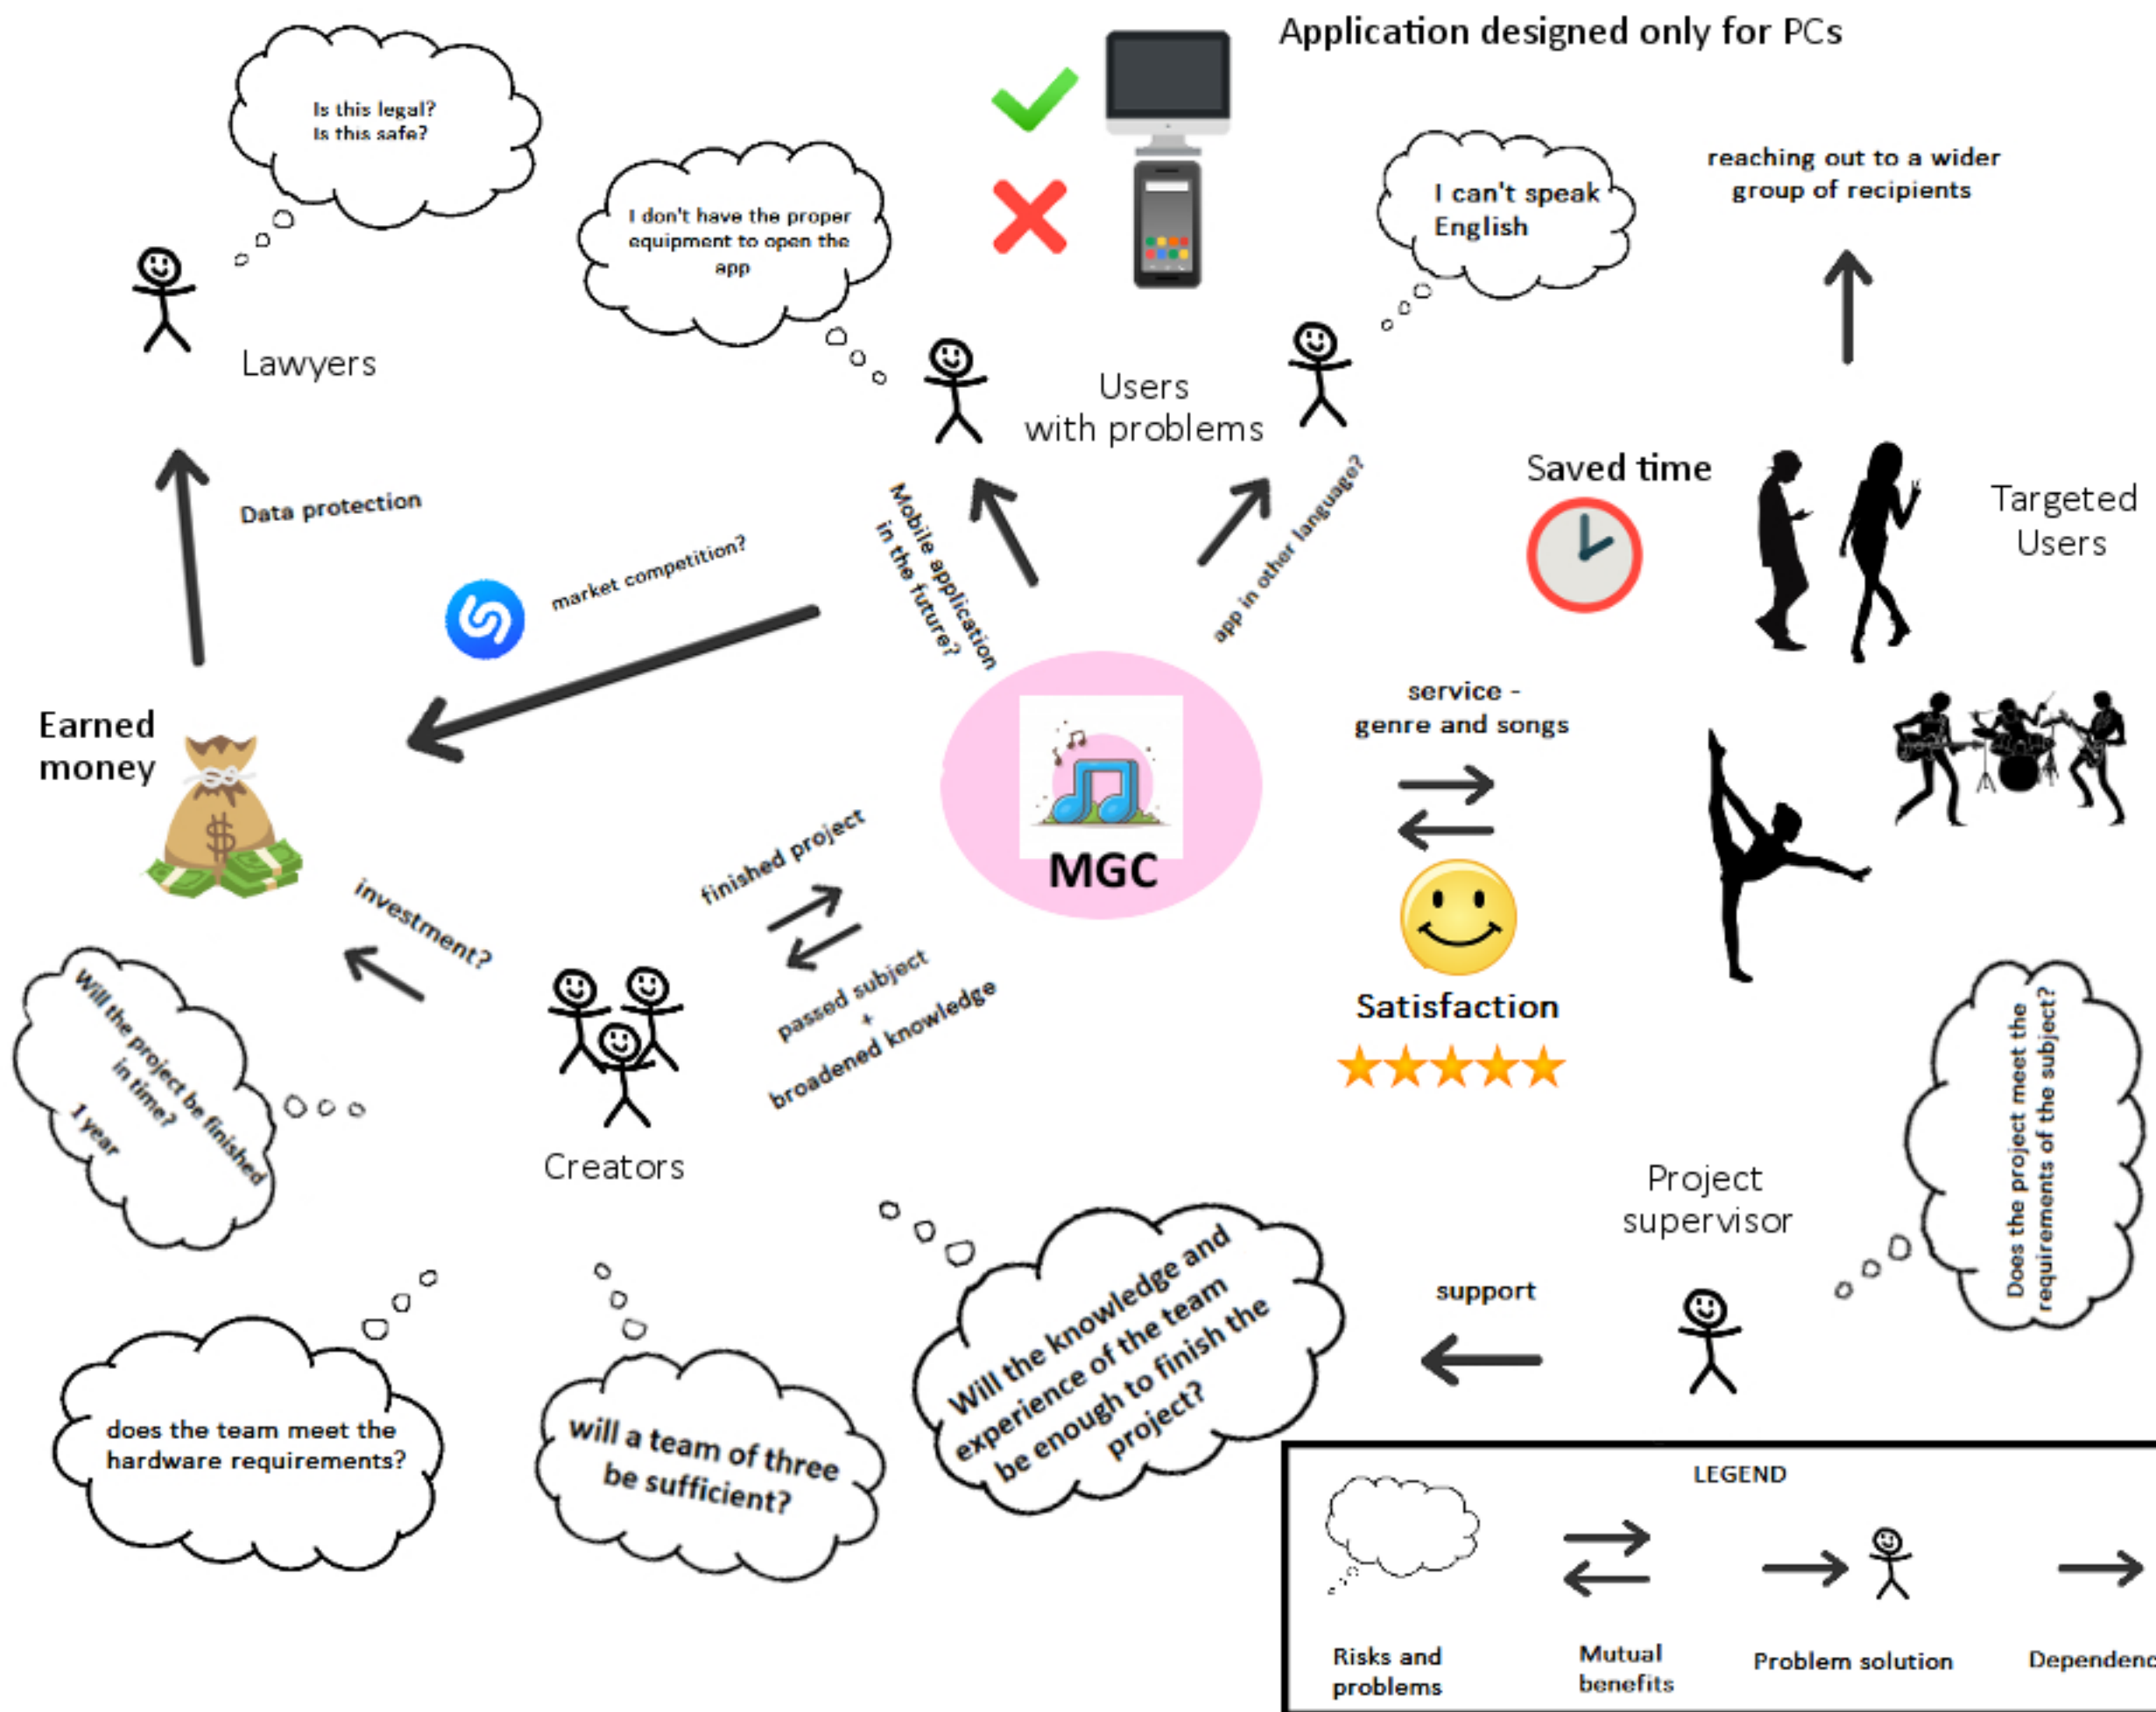 Application designed only for PCs
Is this legal?
Is this safe?
I don't have the proper
equipment to open the
app
I can't speak
English
reaching out to a wider
group of recipients
Lawyers
Users
with problems
Saved time
Targeted
Users
Data protection
market competition?
Mobile application
in the future?
app in other language?
Earned
money
service -
genre and songs
MGC
finished project
investment?
passed subject
+
broadened knowledge
Satisfaction
Will the project be finished
in time?
1 year
Creators
Does the project meet the
requirements of the subject?
Project
supervisor
support
Will the knowledge and
experience of the team
be enough to finish the
project?
does the team meet the
hardware requirements?
will a team of three
be sufficient?
LEGEND
Risks and
problems
Mutual
benefits
Problem solution
Dependenc